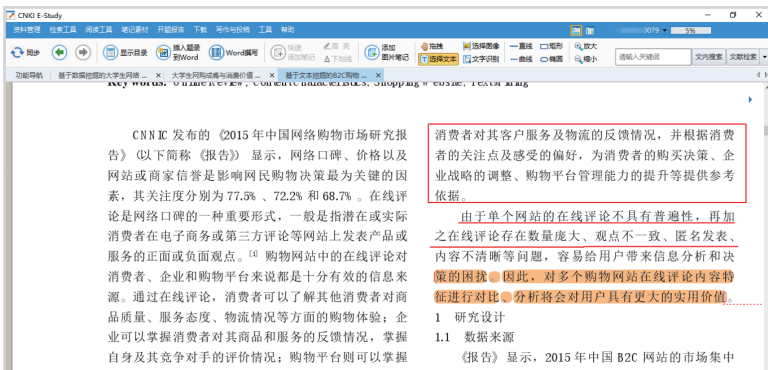 CNKI E-Study
资料管理 检索工具 阅读工具 笔记素材 开题报告 下载 写作与投稿 工具 帮助
0079
5%
同步
显示目录
插入题录
到Word
Word撰写
快速
添加笔记
高亮
下划线
添加
图片笔记
拖拽 选择图像 直线 矩形 放大
选择文本 文字识别 曲线 椭圆 缩小
请输入关键词
文内搜索
文献检索
功能导航
基于数据挖掘的大学生网络 ...
大学生网购成瘾与消费价值 ...
基于文本挖掘的B2C购物 ...
Key words: Online Review; Content Characteristics; Shopping Website; Text Mining
CNNIC 发布的《2015 年中国网络购物市场研究报
告》(以下简称《报告》) 显示，网络口碑、价格以及
网站或商家信誉是影响网民购物决策最为关键的因
素，其关注度分别为 77.5% 、72.2% 和 68.7% 。在线评
论是网络口碑的一种重要形式，一般是指潜在或实际
消费者在电子商务或第三方评论等网站上发表产品或
服务的正面或负面观点。[1] 购物网站中的在线评论对
消费者、企业和购物平台来说都是十分有效的信息来
源。通过在线评论，消费者可以了解其他消费者对商
品质量、服务态度、物流情况等方面的购物体验；企
业可以掌握消费者对其商品和服务的反馈情况，掌握
自身及其竞争对手的评价情况；购物平台则可以掌握
消费者对其客户服务及物流的反馈情况，并根据消费
者的关注点及感受的偏好，为消费者的购买决策、企
业战略的调整、购物平台管理能力的提升等提供参考
依据。
由于单个网站的在线评论不具有普遍性，再加
之在线评论存在数量庞大、观点不一致、匿名发表、
内容不清晰等问题，容易给用户带来信息分析和决
策的困扰。因此，对多个购物网站在线评论内容特
征进行对比、分析将会对用户具有更大的实用价值。
1 研究设计
1.1 数据来源
《报告》显示，2015 年中国 B2C 网站的市场集中